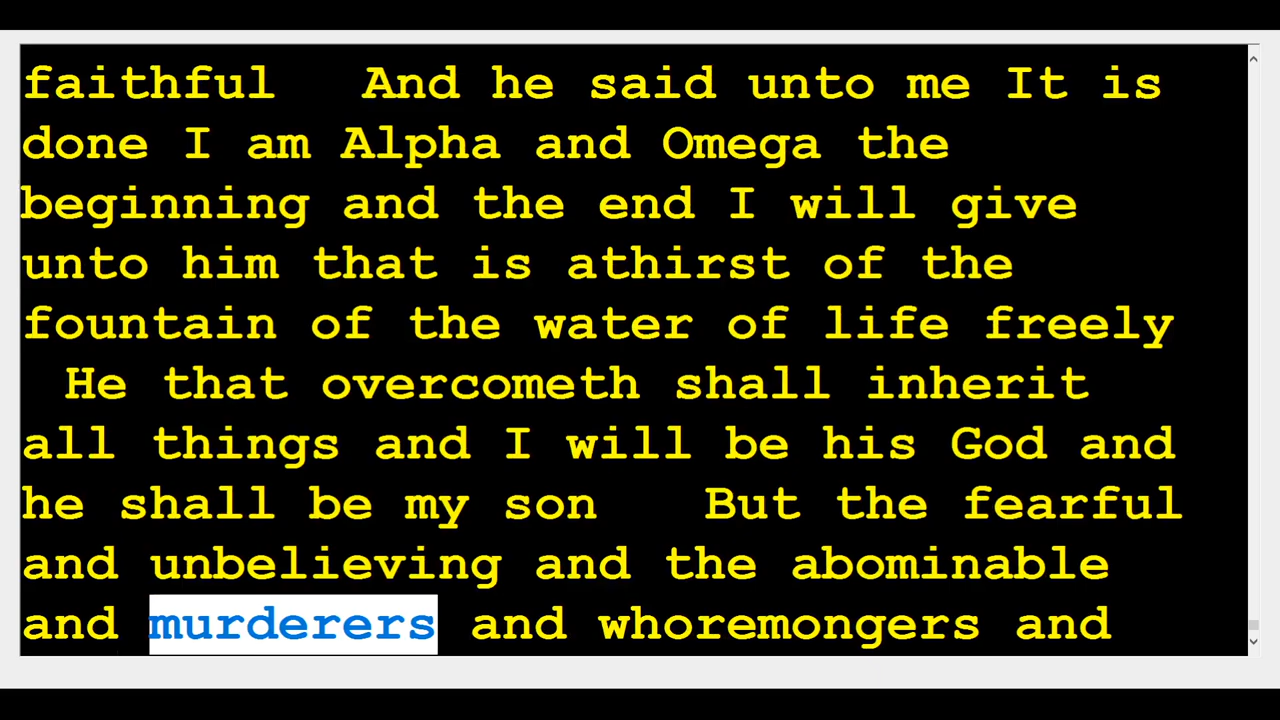 faithful   And he said unto me It is
done I am Alpha and Omega the
beginning and the end I will give
unto him that is athirst of the
fountain of the water of life freely
He that overcometh shall inherit
all things and I will be his God and
he shall be my son   But the fearful
and unbelieving and the abominable
and murderers and whoremongers and